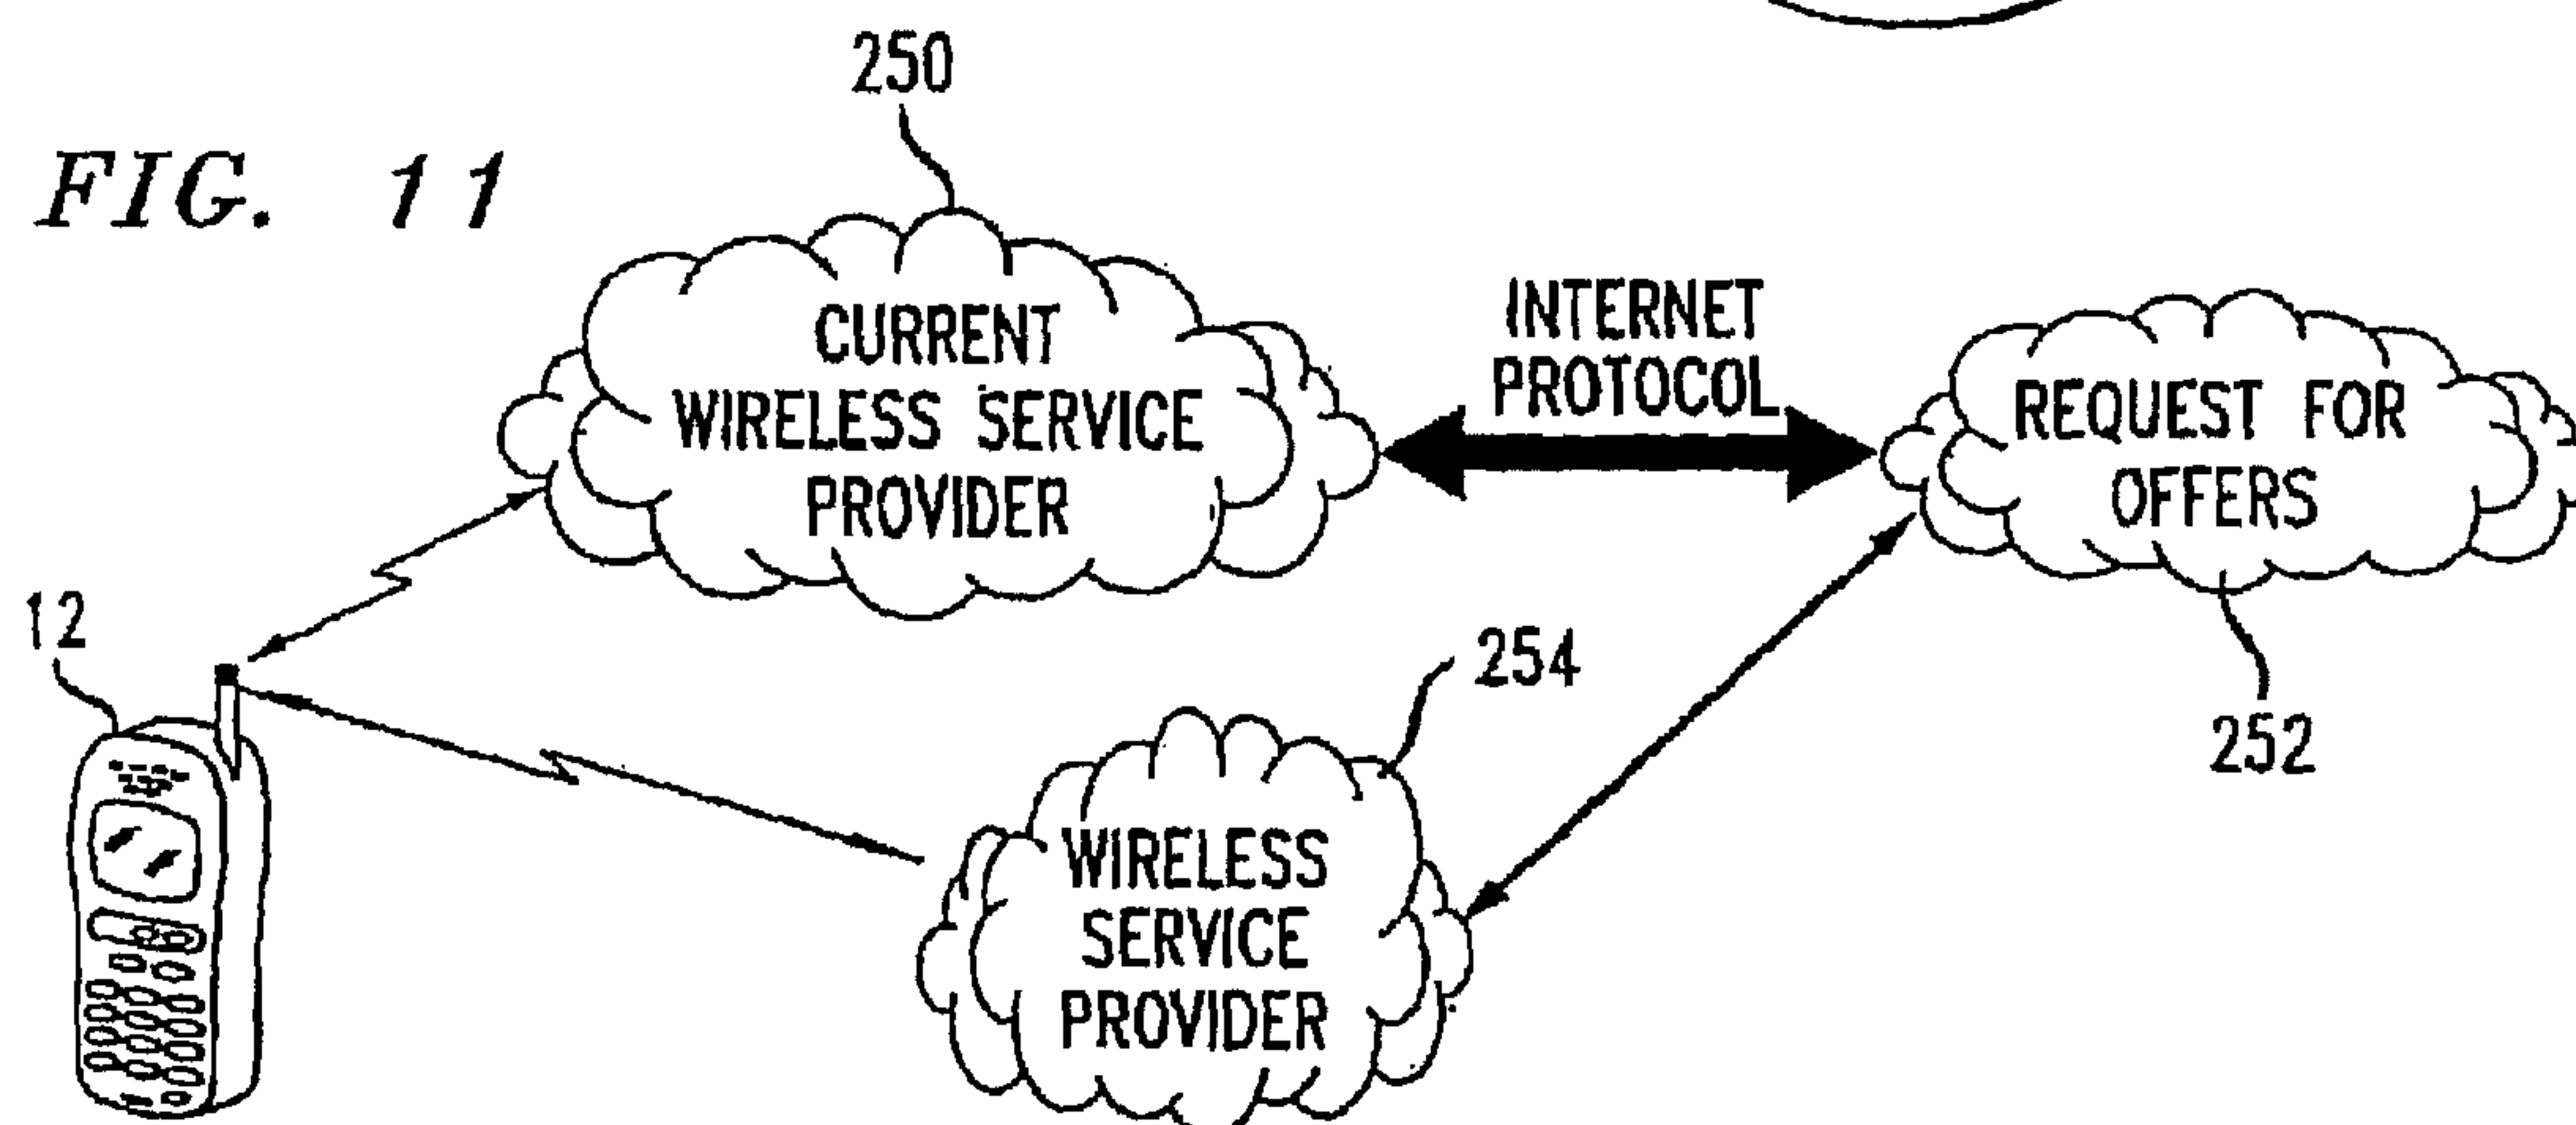 250
FIG. 11
CURRENT
WIRELESS SERVICE
PROVIDER
INTERNET
PROTOCOL
REQUEST FOR
OFFERS
12
254
252
WIRELESS
SERVICE
PROVIDER